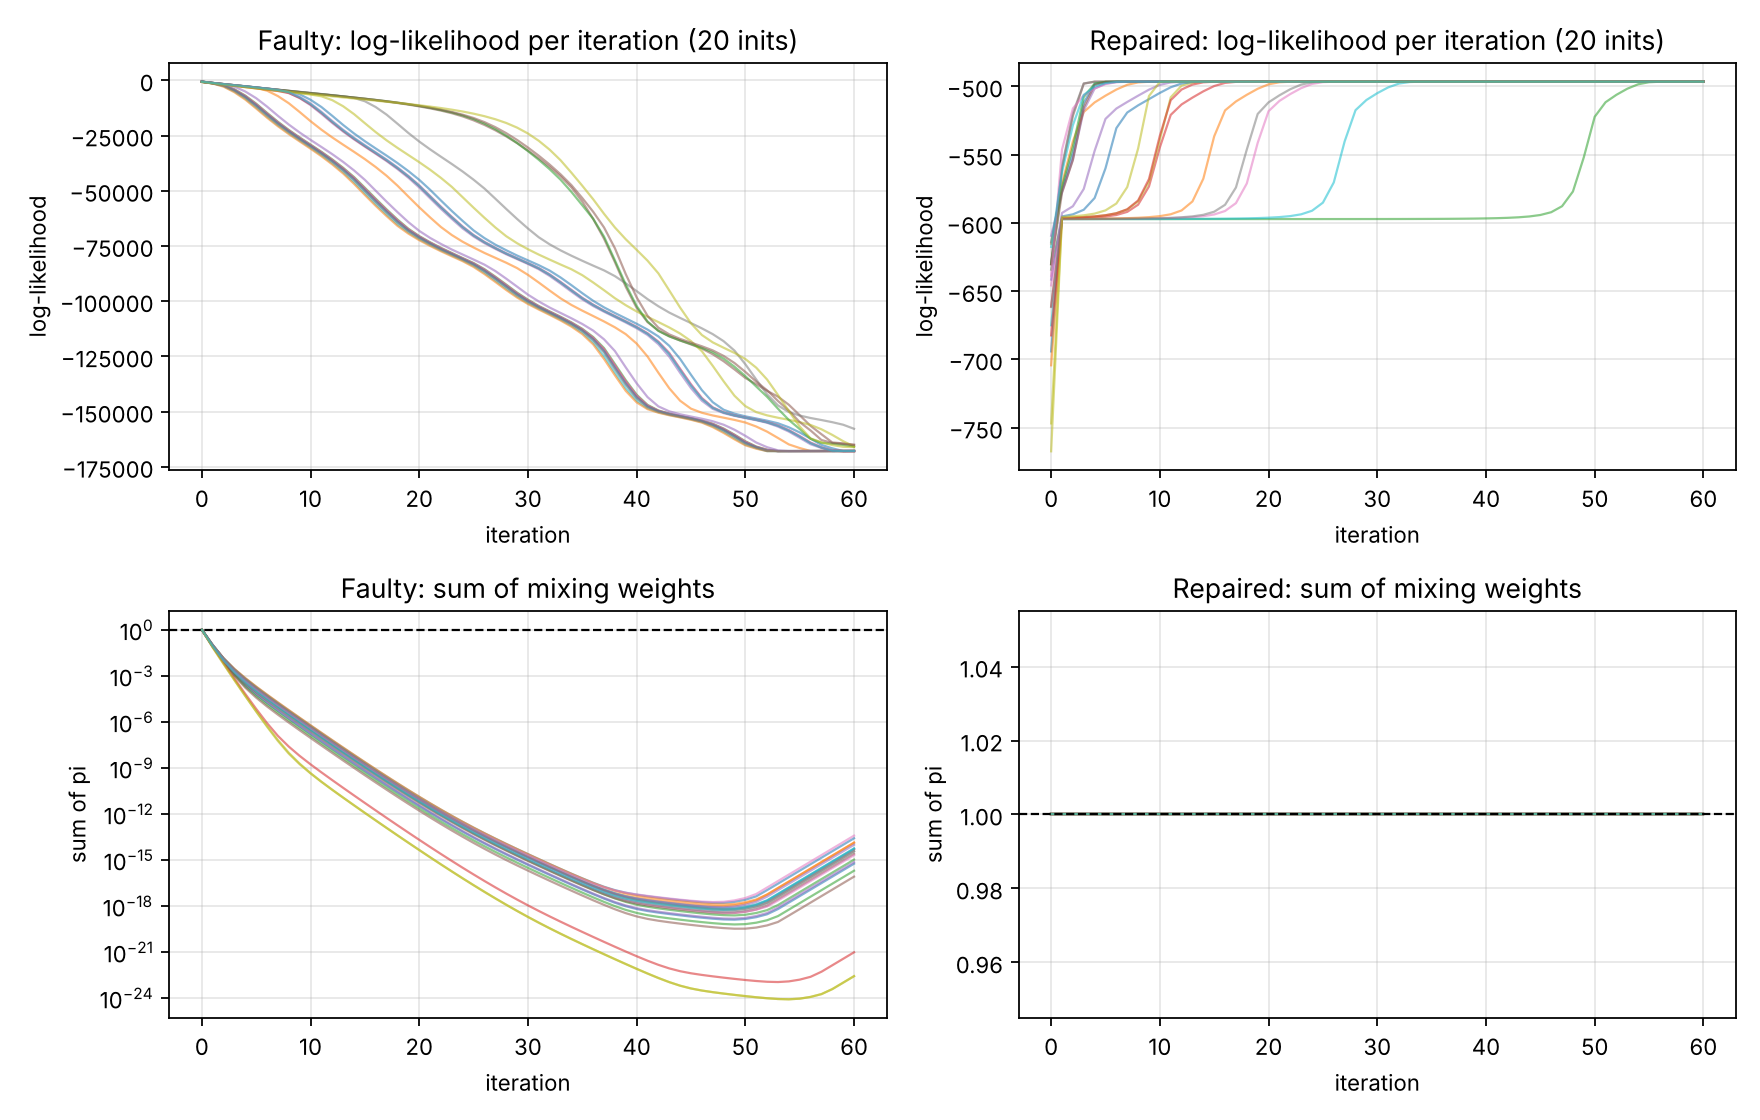 Faulty: log-likelihood per iteration (20 inits)
0
−25000
−50000
−75000
−100000
−125000
−150000
−175000
log-likelihood
0 10 20 30 40 50 60
iteration
Repaired: log-likelihood per iteration (20 inits)
−500
−550
−600
−650
−700
−750
log-likelihood
0 10 20 30 40 50 60
iteration
Faulty: sum of mixing weights
10⁰
10⁻³
10⁻⁶
10⁻⁹
10⁻¹²
10⁻¹⁵
10⁻¹⁸
10⁻²¹
10⁻²⁴
sum of pi
0 10 20 30 40 50 60
iteration
Repaired: sum of mixing weights
1.04
1.02
1.00
0.98
0.96
sum of pi
0 10 20 30 40 50 60
iteration